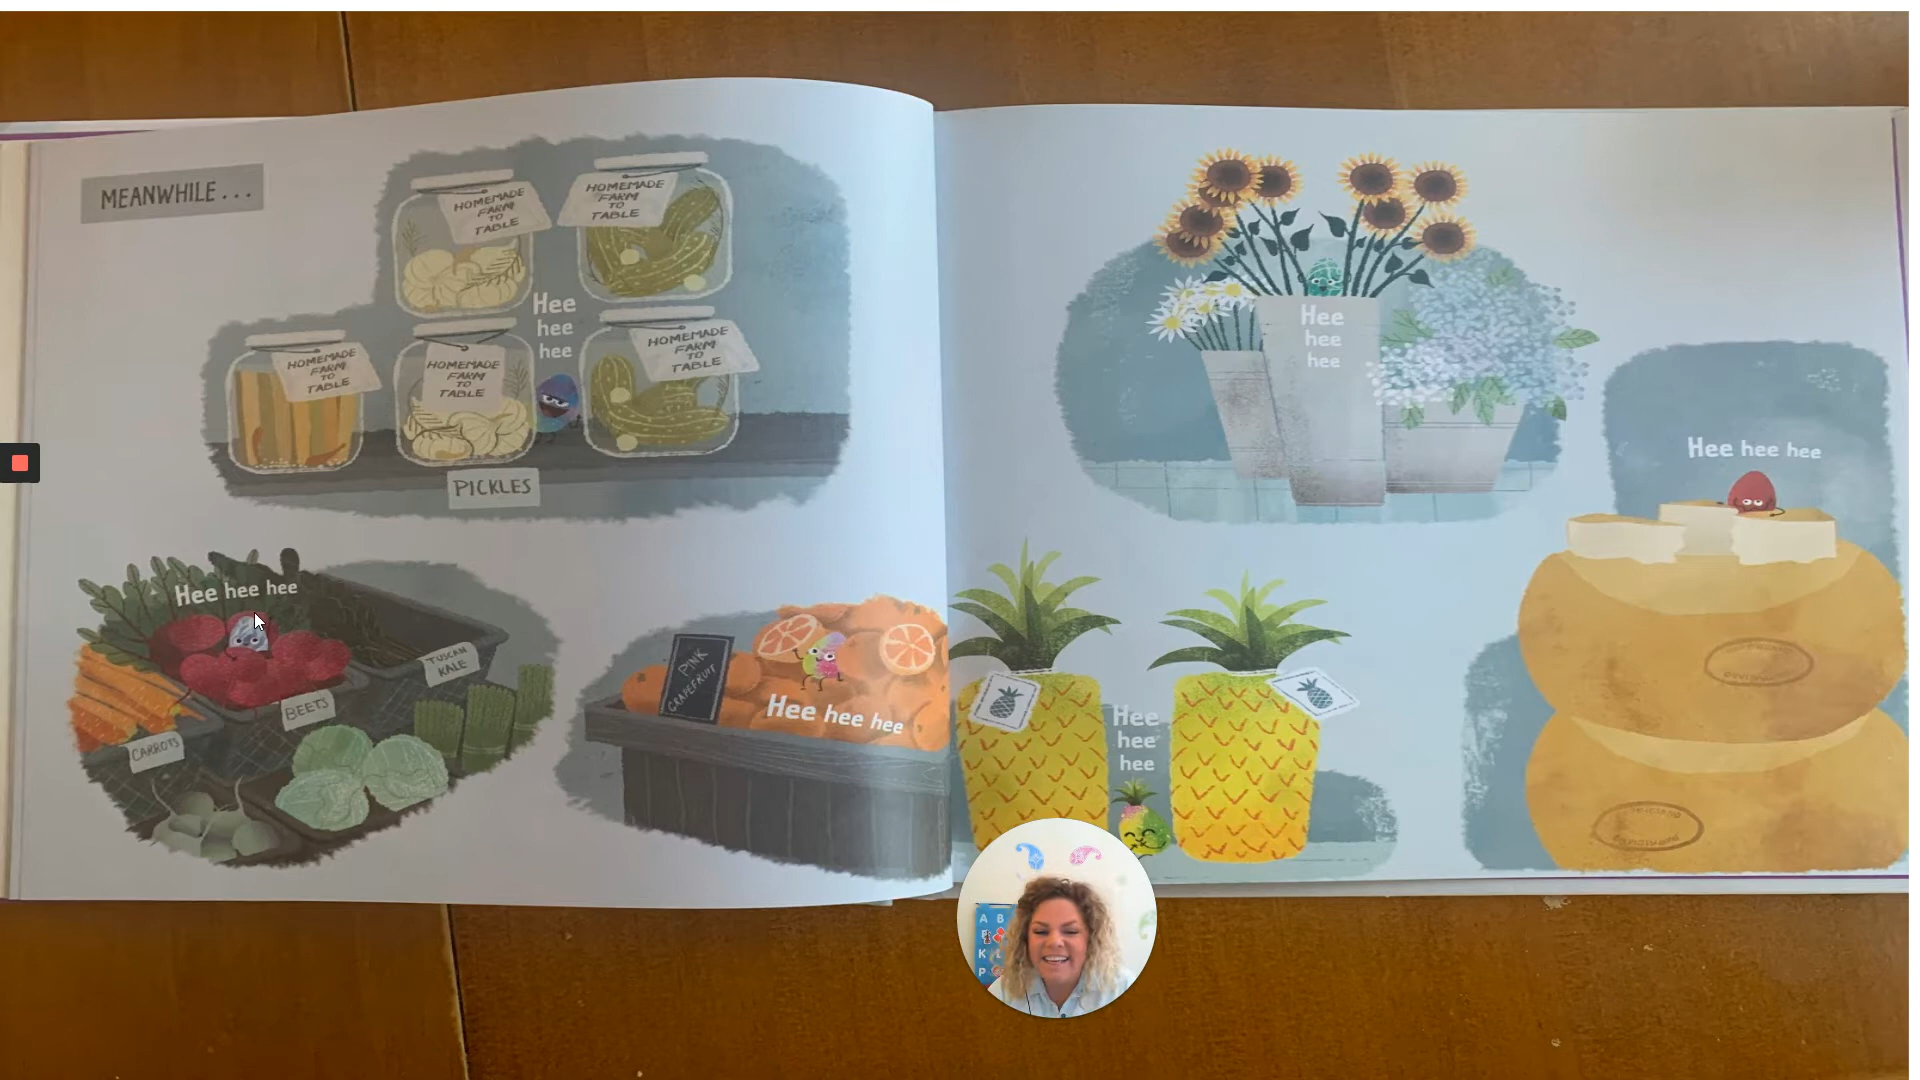 MEANWHILE...
HOMEMADE
FARM
TO
TABLE
HOMEMADE
FARM
TO
TABLE
Hee
hee
hee
HOMEMADE
FARM
TO
TABLE
HOMEMADE
FARM
TO
TABLE
HOMEMADE
FARM
TO
TABLE
PICKLES
Hee hee hee
TUSCAN
KALE
BEETS
CARROTS
PINK
GRAPEFRUIT
Hee hee hee
Hee
hee
hee
Hee hee hee
Hee
hee
hee
A B
K L
P